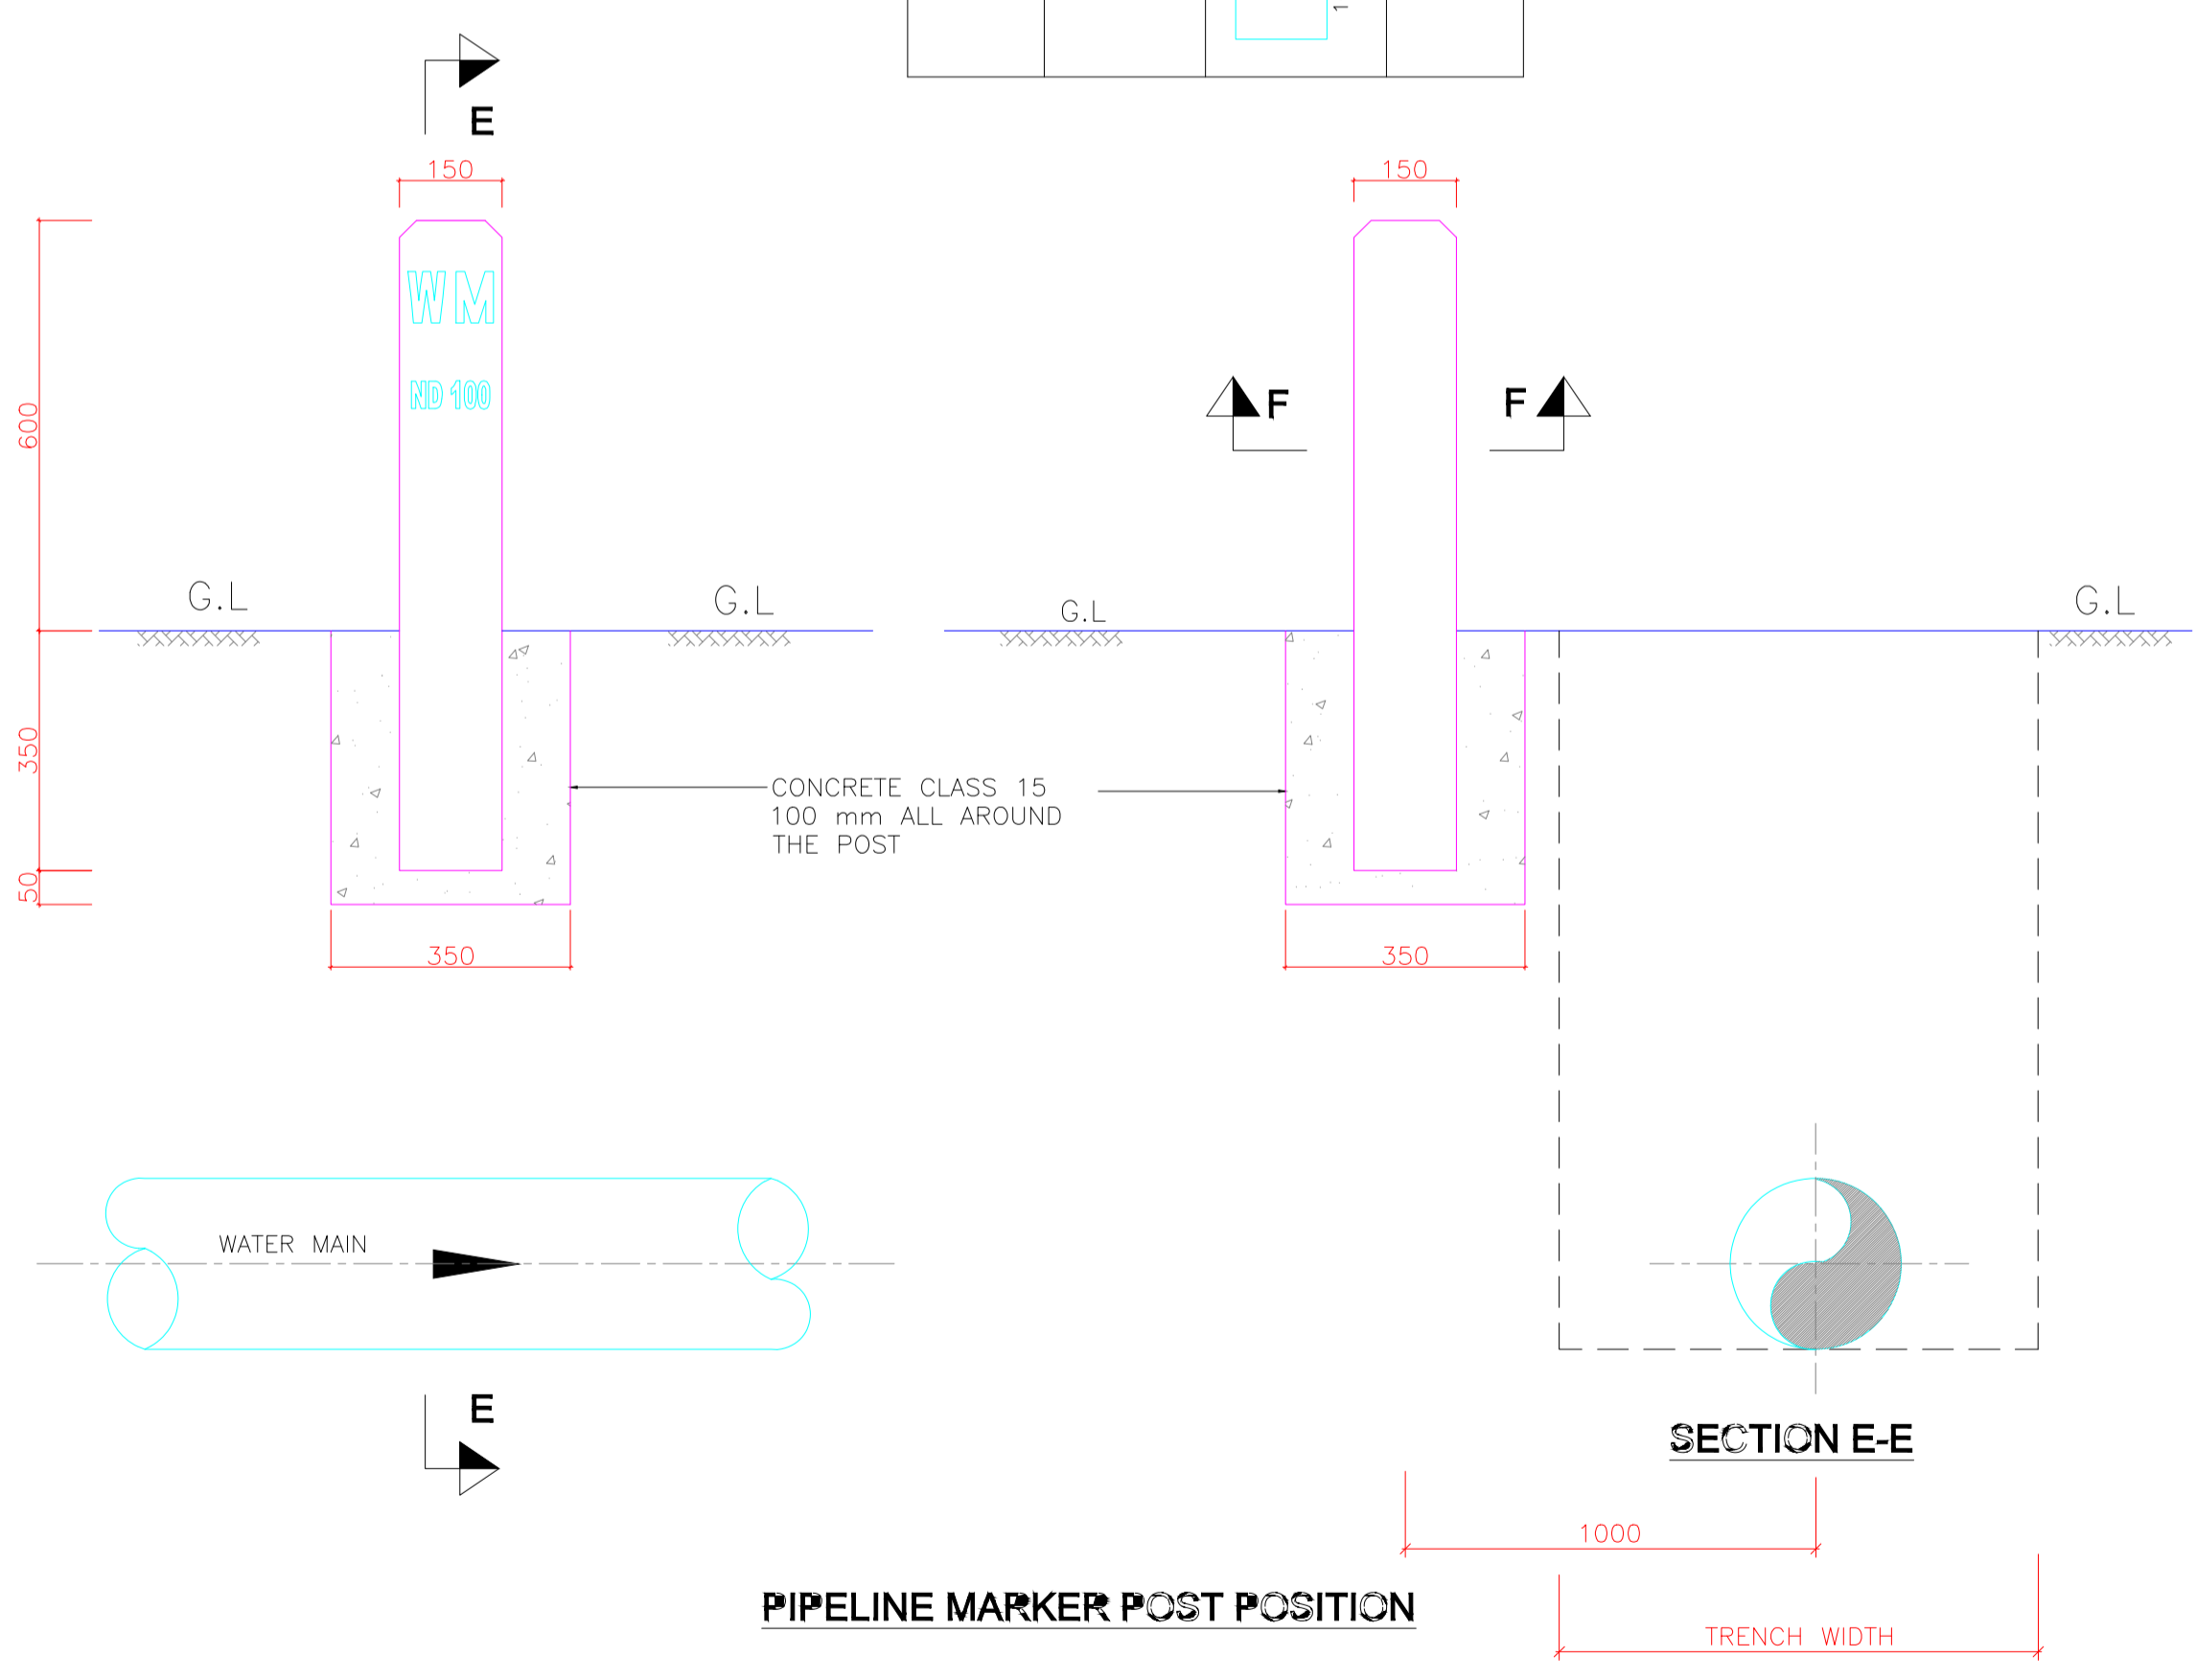 1
E
150
150
WM
ND 100
600
F
F
G.L
G.L
G.L
G.L
350
CONCRETE CLASS 15
100 mm ALL AROUND
THE POST
50
350
350
WATER MAIN
E
SECTION E-E
1000
PIPELINE MARKER POST POSITION
TRENCH WIDTH